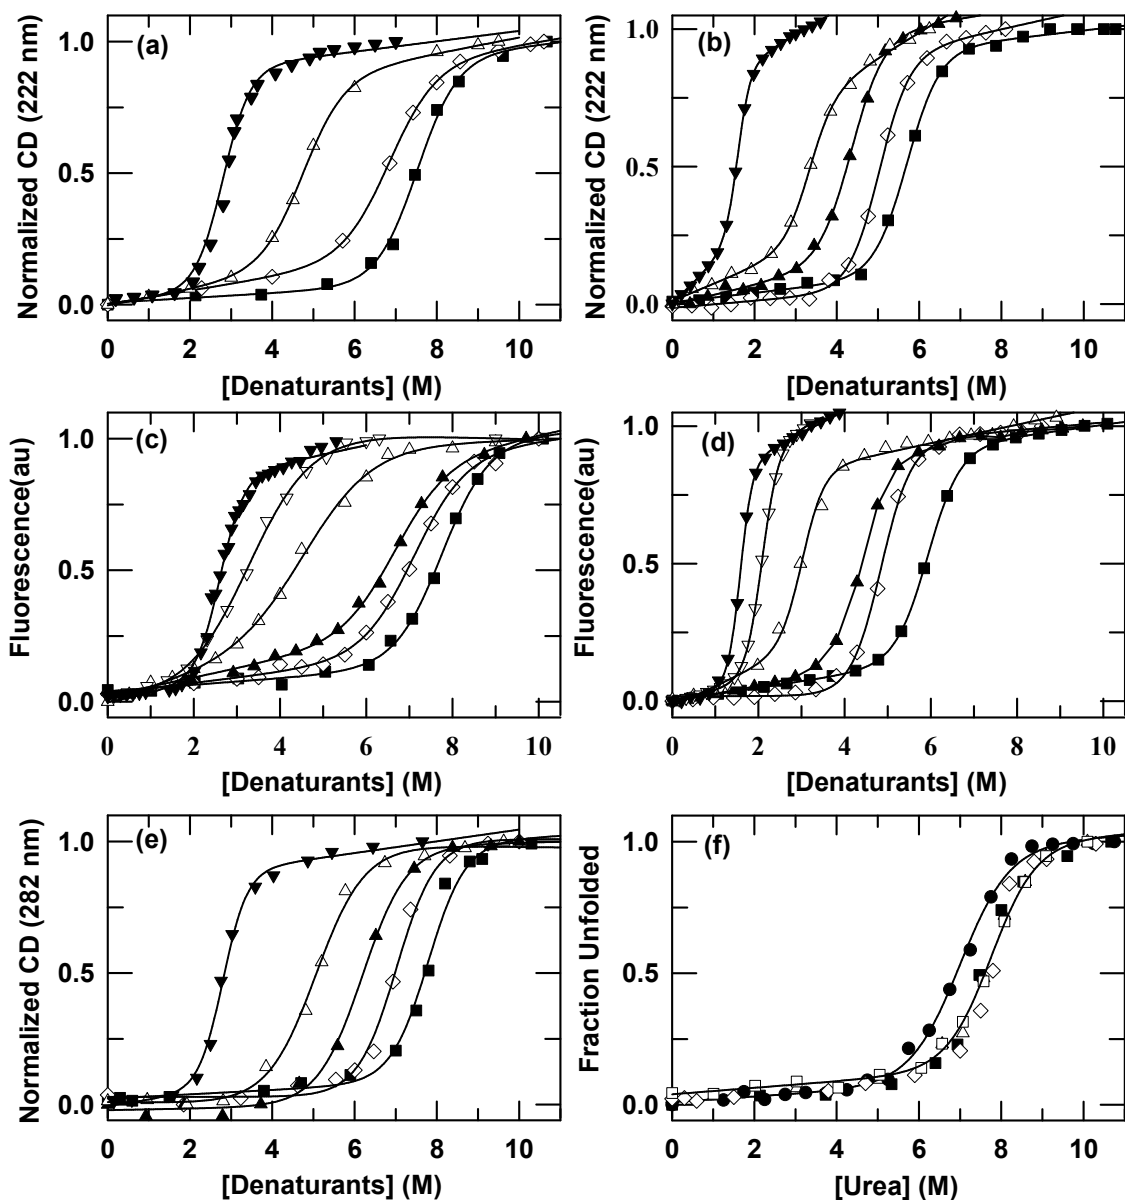 (a)
Normalized CD (222 nm)
1.0
0.5
0.0
0 2 4 6 8 10
[Denaturants] (M)
(b)
Normalized CD (222 nm)
1.0
0.5
0.0
0 2 4 6 8 10
[Denaturants] (M)
(c)
Fluorescence(au)
1.0
0.5
0.0
0 2 4 6 8 10
[Denaturants] (M)
(d)
Fluorescence(au)
1.0
0.5
0.0
0 2 4 6 8 10
[Denaturants] (M)
(e)
Normalized CD (282 nm)
1.0
0.5
0.0
0 2 4 6 8 10
[Denaturants] (M)
(f)
Fraction Unfolded
1.0
0.5
0.0
0 2 4 6 8 10
[Urea] (M)